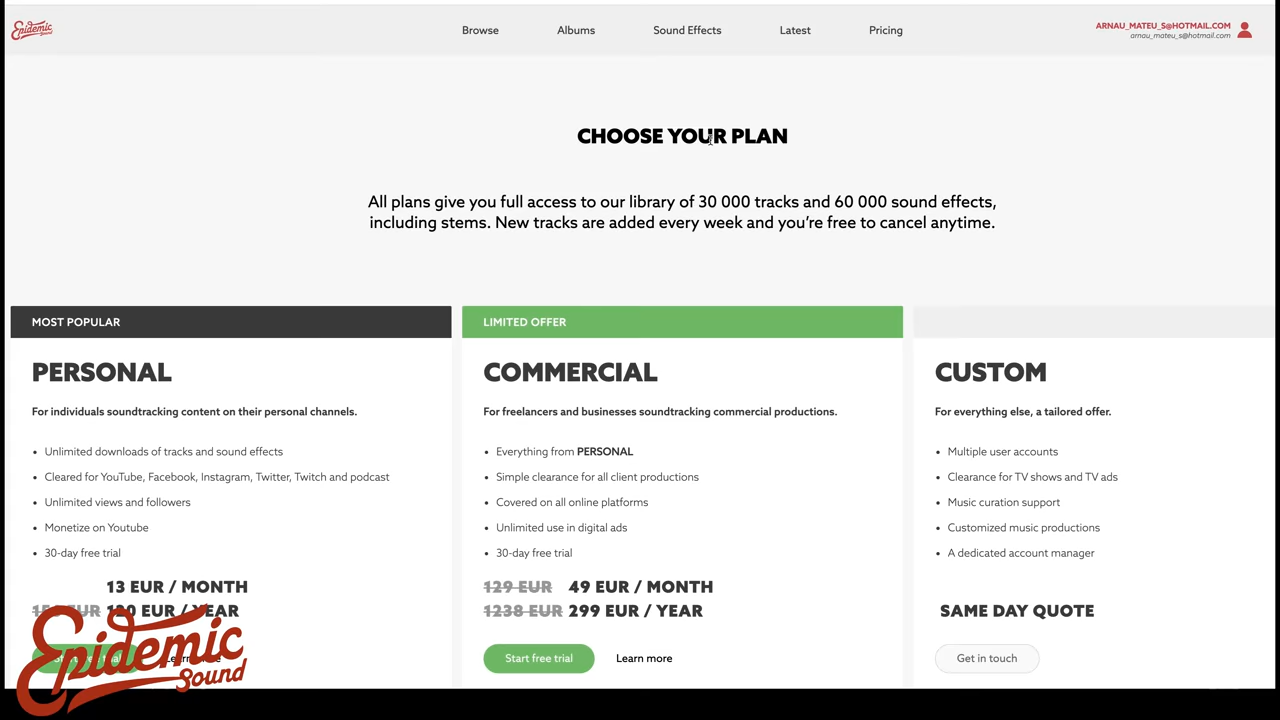 Epidemic Sound
Browse
Albums
Sound Effects
Latest
Pricing
ARNAU_MATEU_S@HOTMAIL.COM
arnau_mateu_s@hotmail.com
CHOOSE YOUR PLAN
All plans give you full access to our library of 30 000 tracks and 60 000 sound effects,
including stems. New tracks are added every week and you're free to cancel anytime.
MOST POPULAR
PERSONAL
For individuals soundtracking content on their personal channels.
• Unlimited downloads of tracks and sound effects
• Cleared for YouTube, Facebook, Instagram, Twitter, Twitch and podcast
• Unlimited views and followers
• Monetize on Youtube
• 30-day free trial
13 EUR / MONTH
EUR / YEAR
LIMITED OFFER
COMMERCIAL
For freelancers and businesses soundtracking commercial productions.
• Everything from PERSONAL
• Simple clearance for all client productions
• Covered on all online platforms
• Unlimited use in digital ads
• 30-day free trial
129 EUR 49 EUR / MONTH
1238 EUR 299 EUR / YEAR
Start free trial
Learn more
CUSTOM
For everything else, a tailored offer.
• Multiple user accounts
• Clearance for TV shows and TV ads
• Music curation support
• Customized music productions
• A dedicated account manager
SAME DAY QUOTE
Get in touch
Epidemic
Sound